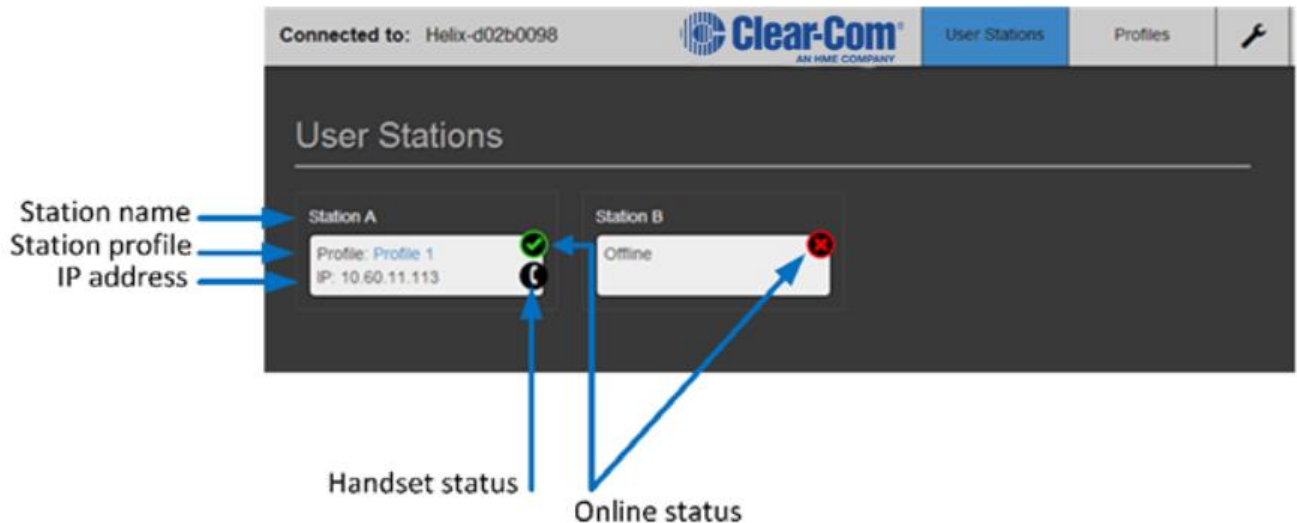 Connected to: Helix-d02b0098
Clear-Com®
AN HME COMPANY
User Stations
Profiles
User Stations
Station name
Station profile
IP address
Station A
Profile: Profile 1
IP: 10.60.11.113
Station B
Offline
Handset status
Online status